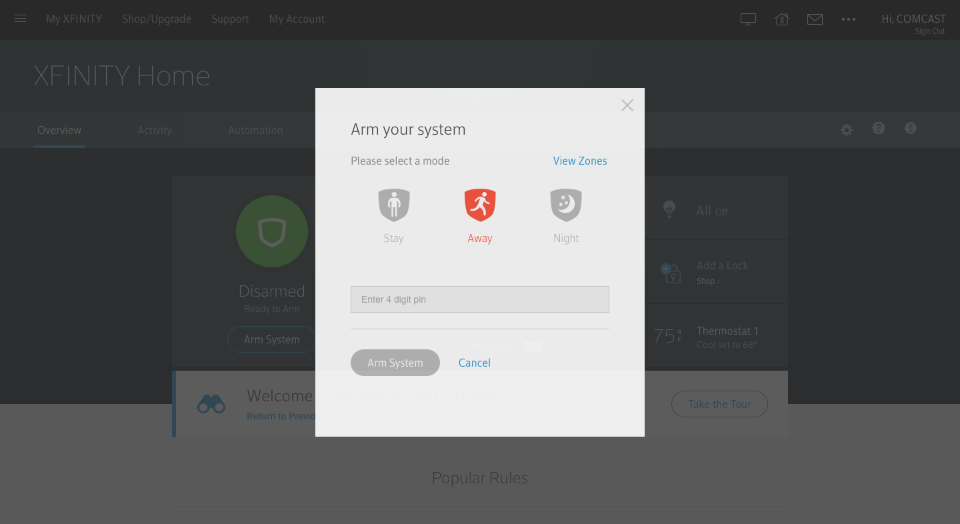 My XFINITY Shop/Upgrade Support My Account
Hi, COMCAST
Sign Out
XFINITY Home
Overview Activity Automation
Arm your system
Please select a mode View Zones
Stay Away Night
Enter 4 digit pin
Arm System Cancel
Disarmed
Ready to Arm
Arm System
All Off
Add a Lock
Shop >
75°F Thermostat 1
Cool set to 68°
Welcome
Return to Previo
Take the Tour
Popular Rules